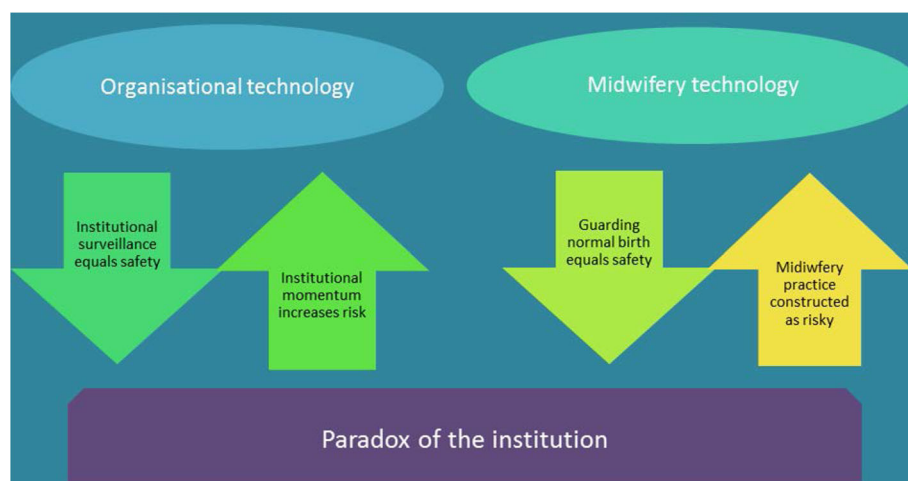 Organisational technology
Midwifery technology
Institutional
surveillance
equals safety
Institutional
momentum
increases risk
Guarding
normal birth
equals safety
Midiwfery
practice
constructed
as risky
Paradox of the institution